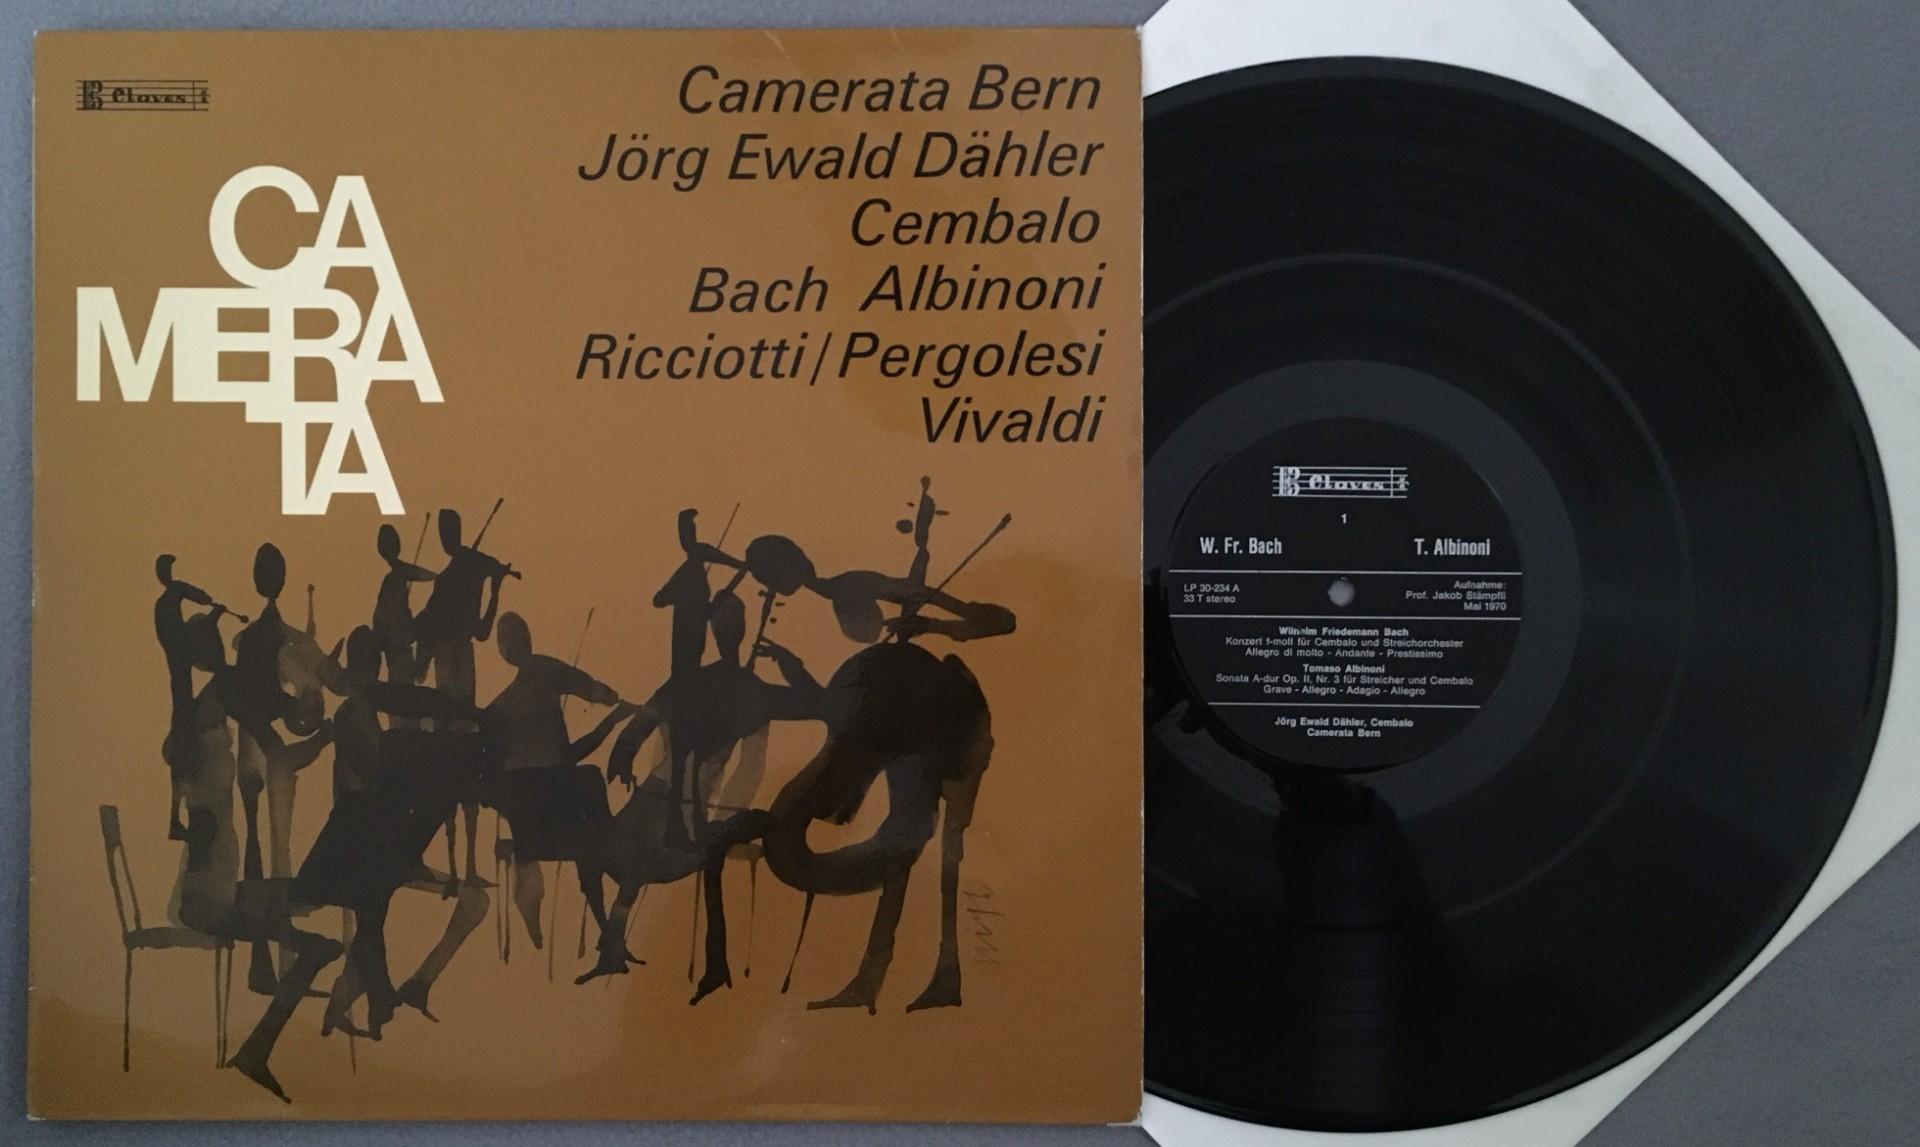 Claves
Camerata Bern
Jörg Ewald Dähler
Cembalo
Bach Albinoni
Ricciotti/Pergolesi
Vivaldi
CA
MERA
TA
Claves
1
W. Fr. Bach T. Albinoni
LP 30-234 A
33 T stereo
Aufnahme:
Prof. Jakob Stämpfli
Mai 1970
Wilhelm Friedemann Bach
Konzert f-moll für Cembalo und Streichorchester
Allegro di molto - Andante - Prestissimo
Tomaso Albinoni
Sonata A-dur Op. II, Nr. 3 für Streicher und Cembalo
Grave - Allegro - Adagio - Allegro
Jörg Ewald Dähler, Cembalo
Camerata Bern